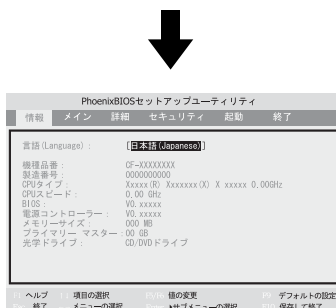 PhoenixBIOSセットアップユーティリティ
情報 メイン 詳細 セキュリティ 起動 終了
言語(Language) : [日本語(Japanese)]
機種品番 : CF-XXXXXXXX
製造番号 : 0000000000
CPUタイプ : Xxxxx(R) Xxxxxxx(X) X xxxxx 0.00GHz
CPUスピード : 0.00 GHz
BIOS : V0.xxxxx
電源コントローラー : V0.xxxxx
メモリーサイズ : 000 MB
プライマリー マスター : 00 GB
光学ドライブ : CD/DVDドライブ
ヘルプ 項目の選択 値の変更 デフォルトの設定
終了 メニューの選択 ▶サブメニューの選択 保存して終了